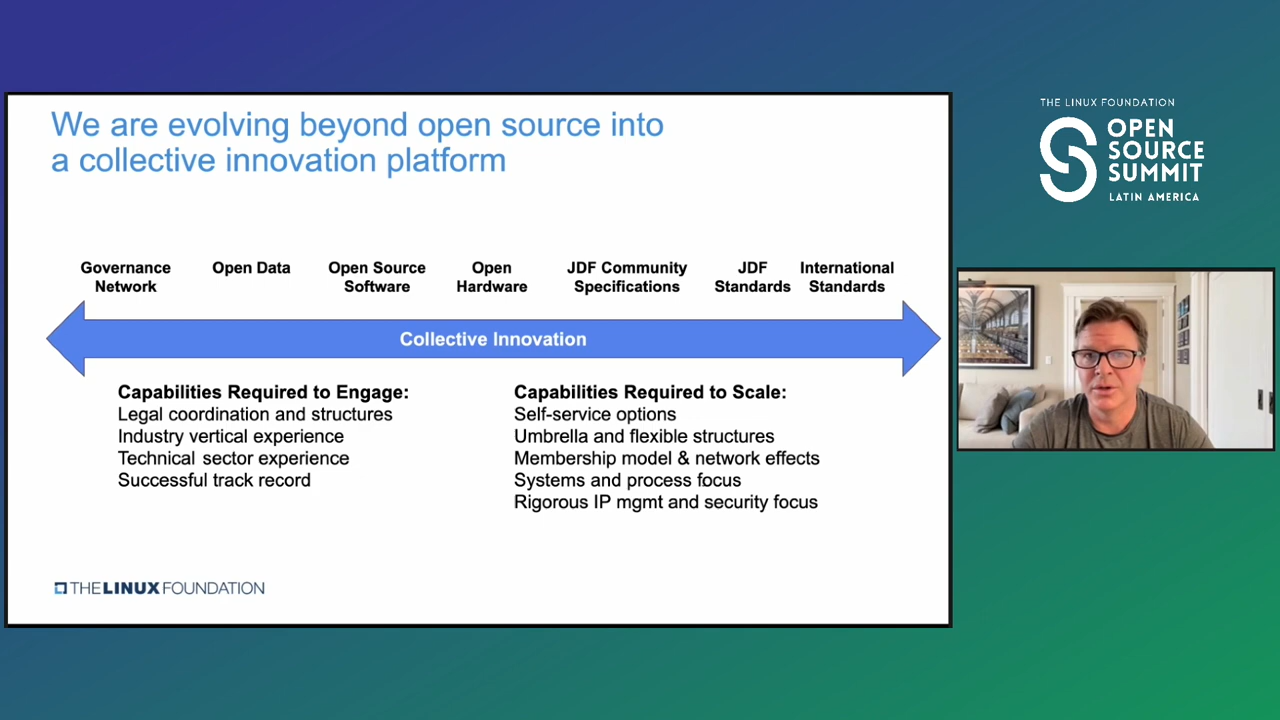 We are evolving beyond open source into
a collective innovation platform
Governance
Network
Open Data
Open Source
Software
Open
Hardware
JDF Community
Specifications
JDF
Standards
International
Standards
Collective Innovation
Capabilities Required to Engage:
Legal coordination and structures
Industry vertical experience
Technical sector experience
Successful track record
Capabilities Required to Scale:
Self-service options
Umbrella and flexible structures
Membership model & network effects
Systems and process focus
Rigorous IP mgmt and security focus
THE LINUX FOUNDATION
THE LINUX FOUNDATION
OPEN
SOURCE
SUMMIT
LATIN AMERICA